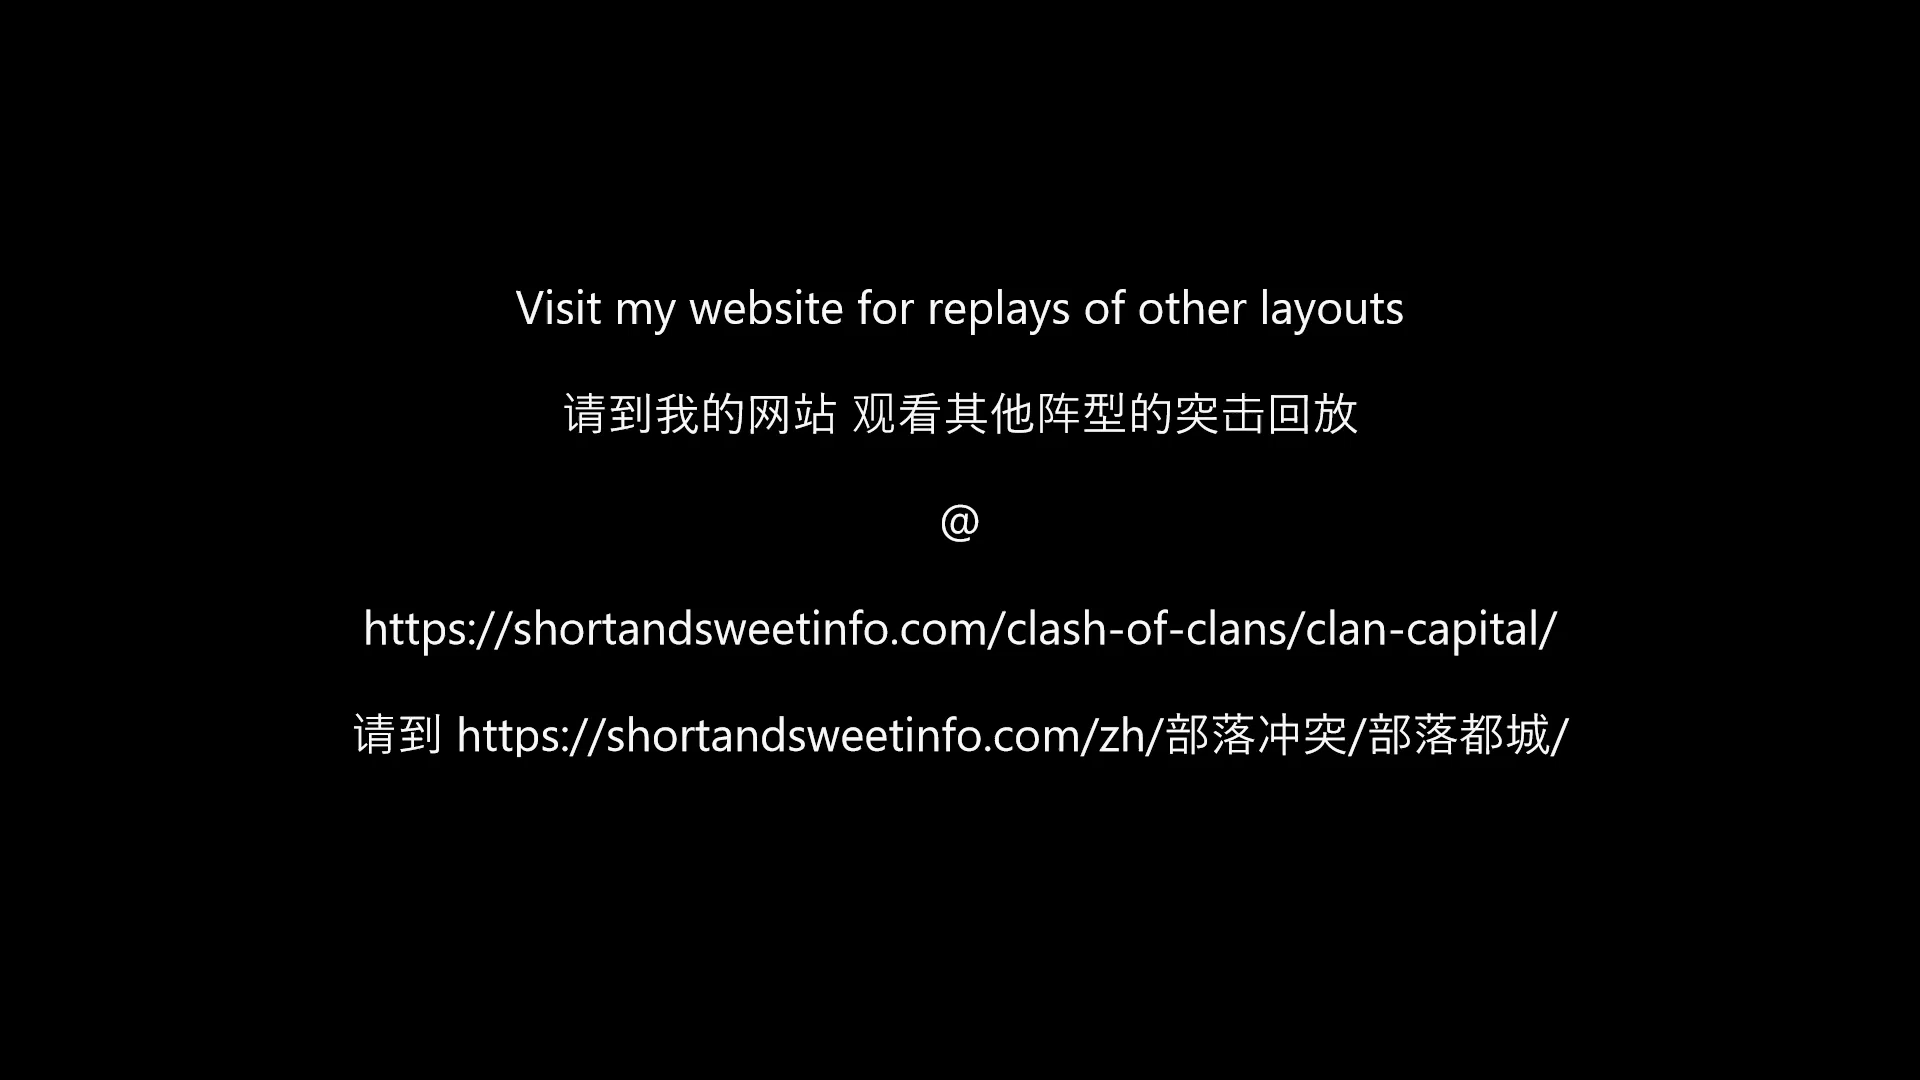 Visit my website for replays of other layouts
请到我的网站 观看其他阵型的突击回放
@
https://shortandsweetinfo.com/clash-of-clans/clan-capital/
请到 https://shortandsweetinfo.com/zh/部落冲突/部落都城/